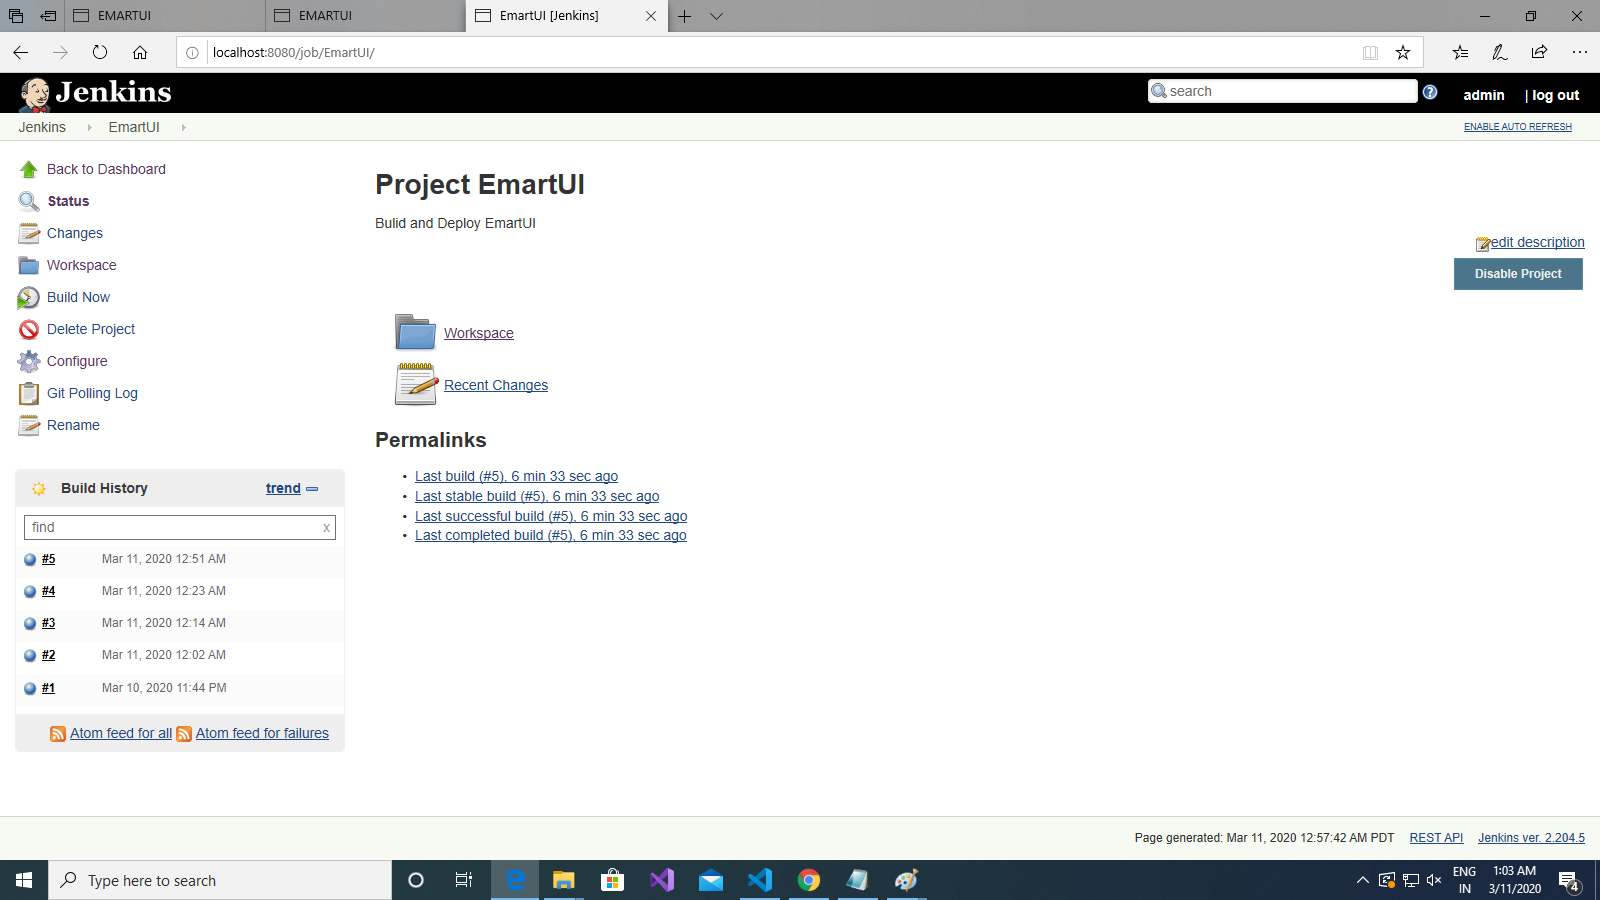 EMARTUI
EMARTUI
EmartUI [Jenkins]
localhost:8080/job/EmartUI/
Jenkins
search
admin
| log out
Jenkins
EmartUI
ENABLE AUTO REFRESH
Back to Dashboard
Status
Changes
Workspace
Build Now
Delete Project
Configure
Git Polling Log
Rename
Build History
trend
find
x
#5 Mar 11, 2020 12:51 AM
#4 Mar 11, 2020 12:23 AM
#3 Mar 11, 2020 12:14 AM
#2 Mar 11, 2020 12:02 AM
#1 Mar 10, 2020 11:44 PM
Atom feed for all
Atom feed for failures
Project EmartUI
Bulid and Deploy EmartUI
edit description
Disable Project
Workspace
Recent Changes
Permalinks
• Last build (#5), 6 min 33 sec ago
• Last stable build (#5), 6 min 33 sec ago
• Last successful build (#5), 6 min 33 sec ago
• Last completed build (#5), 6 min 33 sec ago
Page generated: Mar 11, 2020 12:57:42 AM PDT
REST API
Jenkins ver. 2.204.5
Type here to search
ENG
IN
1:03 AM
3/11/2020
4